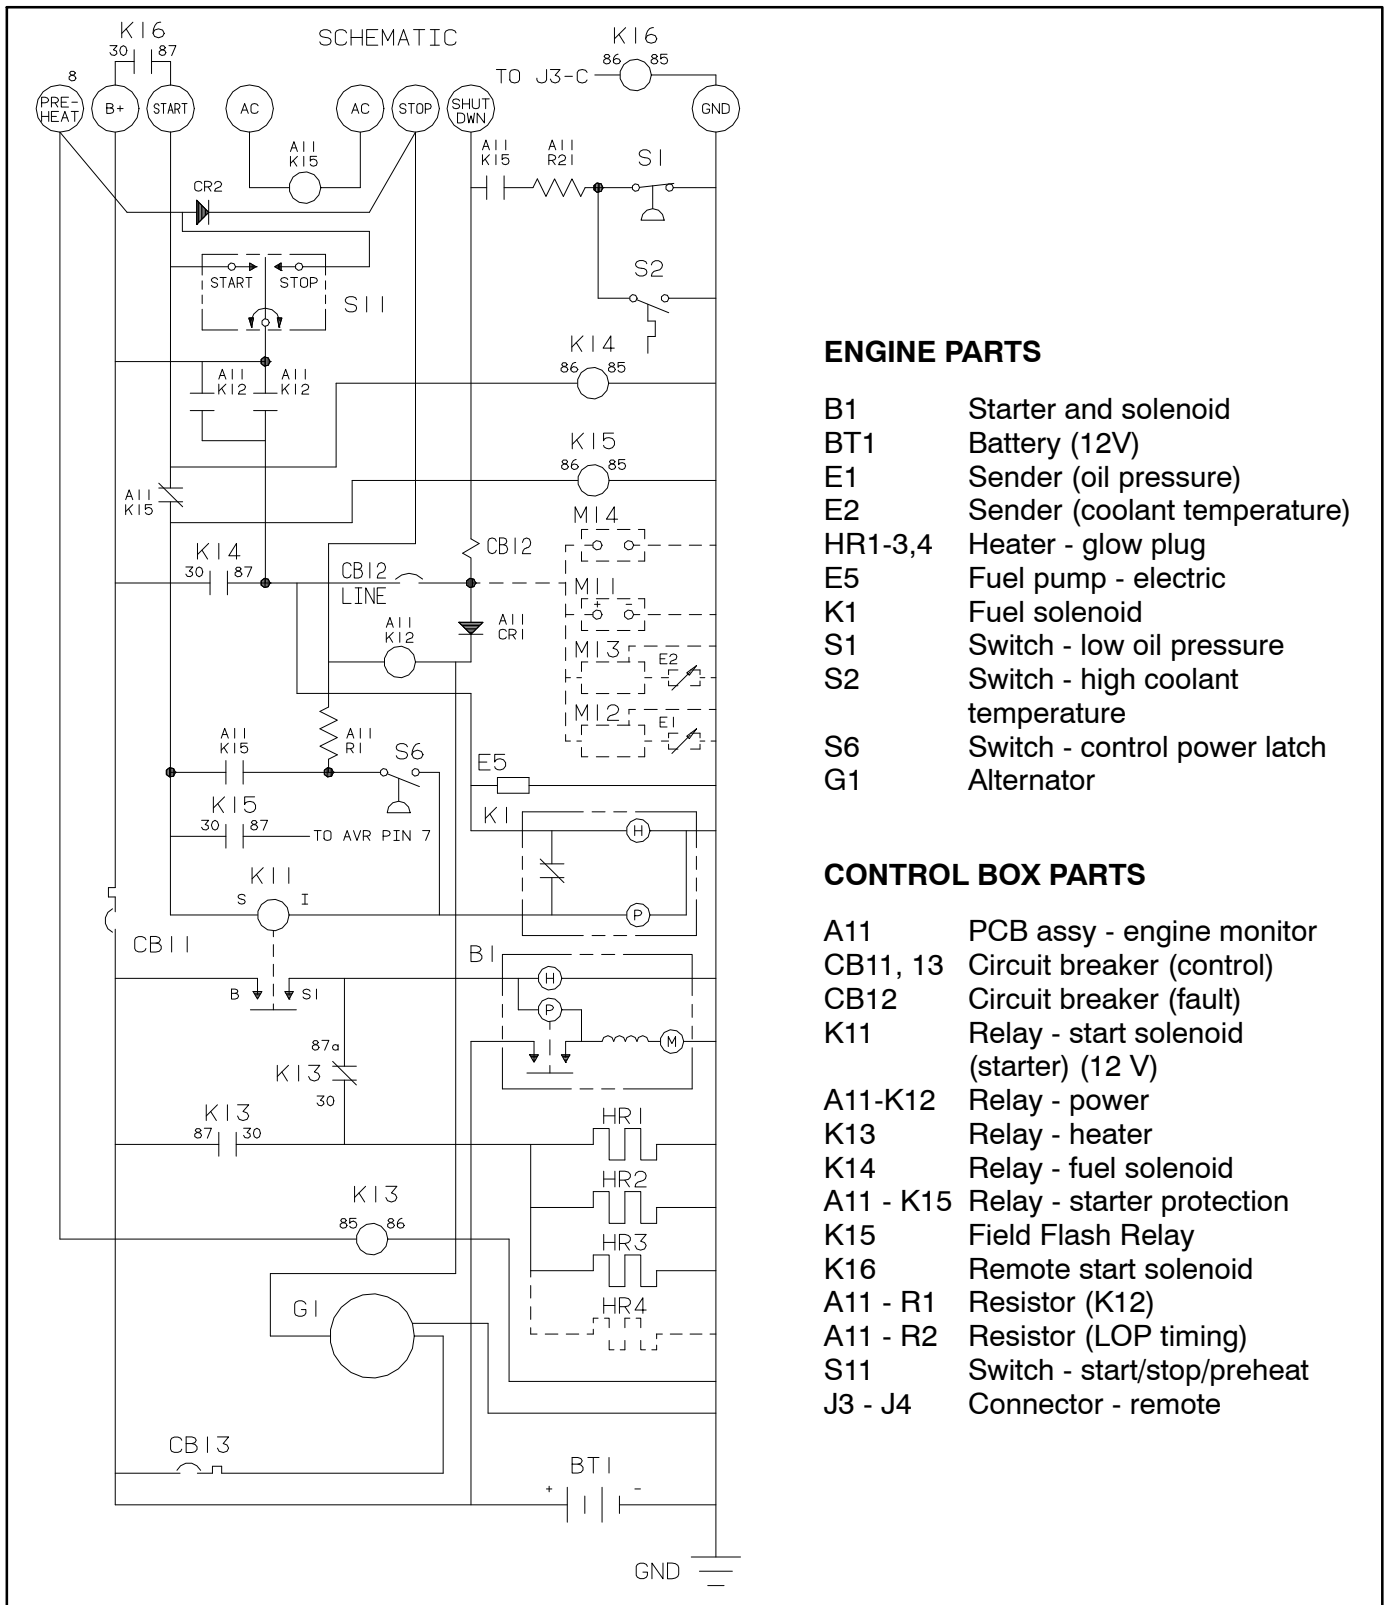 K16
30 87
SCHEMATIC
K16
86 85
TO J3-C
8
PRE-
HEAT
B+
START
AC
AC
STOP
SHUT
DWN
GND
A11
K15
A11
K15
A11
R21
S1
CR2
START
STOP
S11
S2
K14
86 85
A11
K12
A11
K12
K15
86 85
A11
K15
M14
K14
30 87
CB12
LINE
CB12
M11
+ -
A11
K12
A11
CR1
M13
E2
M12
E1
A11
K15
A11
R1
S6
E5
K15
30 87
TO AVR PIN 7
K1
H
K11
S I
P
CB11
B1
H
B S1
P
M
87a
K13
30
K13
87 30
HR1
HR2
K13
85 86
HR3
G1
HR4
CB13
BT1
+ -
GND
ENGINE PARTS
B1 Starter and solenoid
BT1 Battery (12V)
E1 Sender (oil pressure)
E2 Sender (coolant temperature)
HR1-3,4 Heater - glow plug
E5 Fuel pump - electric
K1 Fuel solenoid
S1 Switch - low oil pressure
S2 Switch - high coolant
temperature
S6 Switch - control power latch
G1 Alternator
CONTROL BOX PARTS
A11 PCB assy - engine monitor
CB11, 13 Circuit breaker (control)
CB12 Circuit breaker (fault)
K11 Relay - start solenoid
(starter) (12 V)
A11-K12 Relay - power
K13 Relay - heater
K14 Relay - fuel solenoid
A11 - K15 Relay - starter protection
K15 Field Flash Relay
K16 Remote start solenoid
A11 - R1 Resistor (K12)
A11 - R2 Resistor (LOP timing)
S11 Switch - start/stop/preheat
J3 - J4 Connector - remote